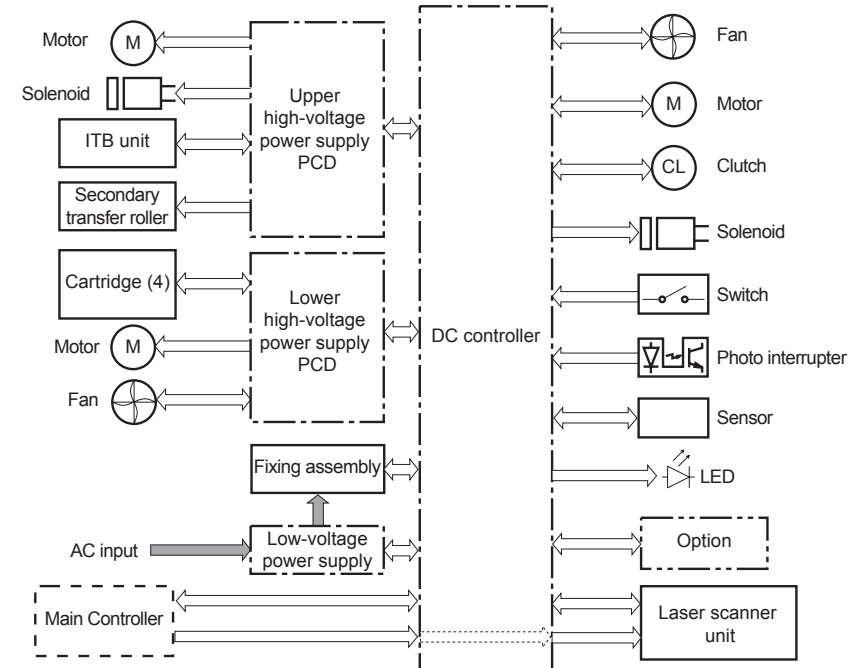 Motor
M
Solenoid
ITB unit
Secondary
transfer roller
Upper
high-voltage
power supply
PCD
Cartridge (4)
Motor
M
Fan
Lower
high-voltage
power supply
PCD
Fixing assembly
AC input
Low-voltage
power supply
Main Controller
DC controller
Fan
M
Motor
CL
Clutch
Solenoid
Switch
Photo interrupter
Sensor
LED
Option
Laser scanner
unit